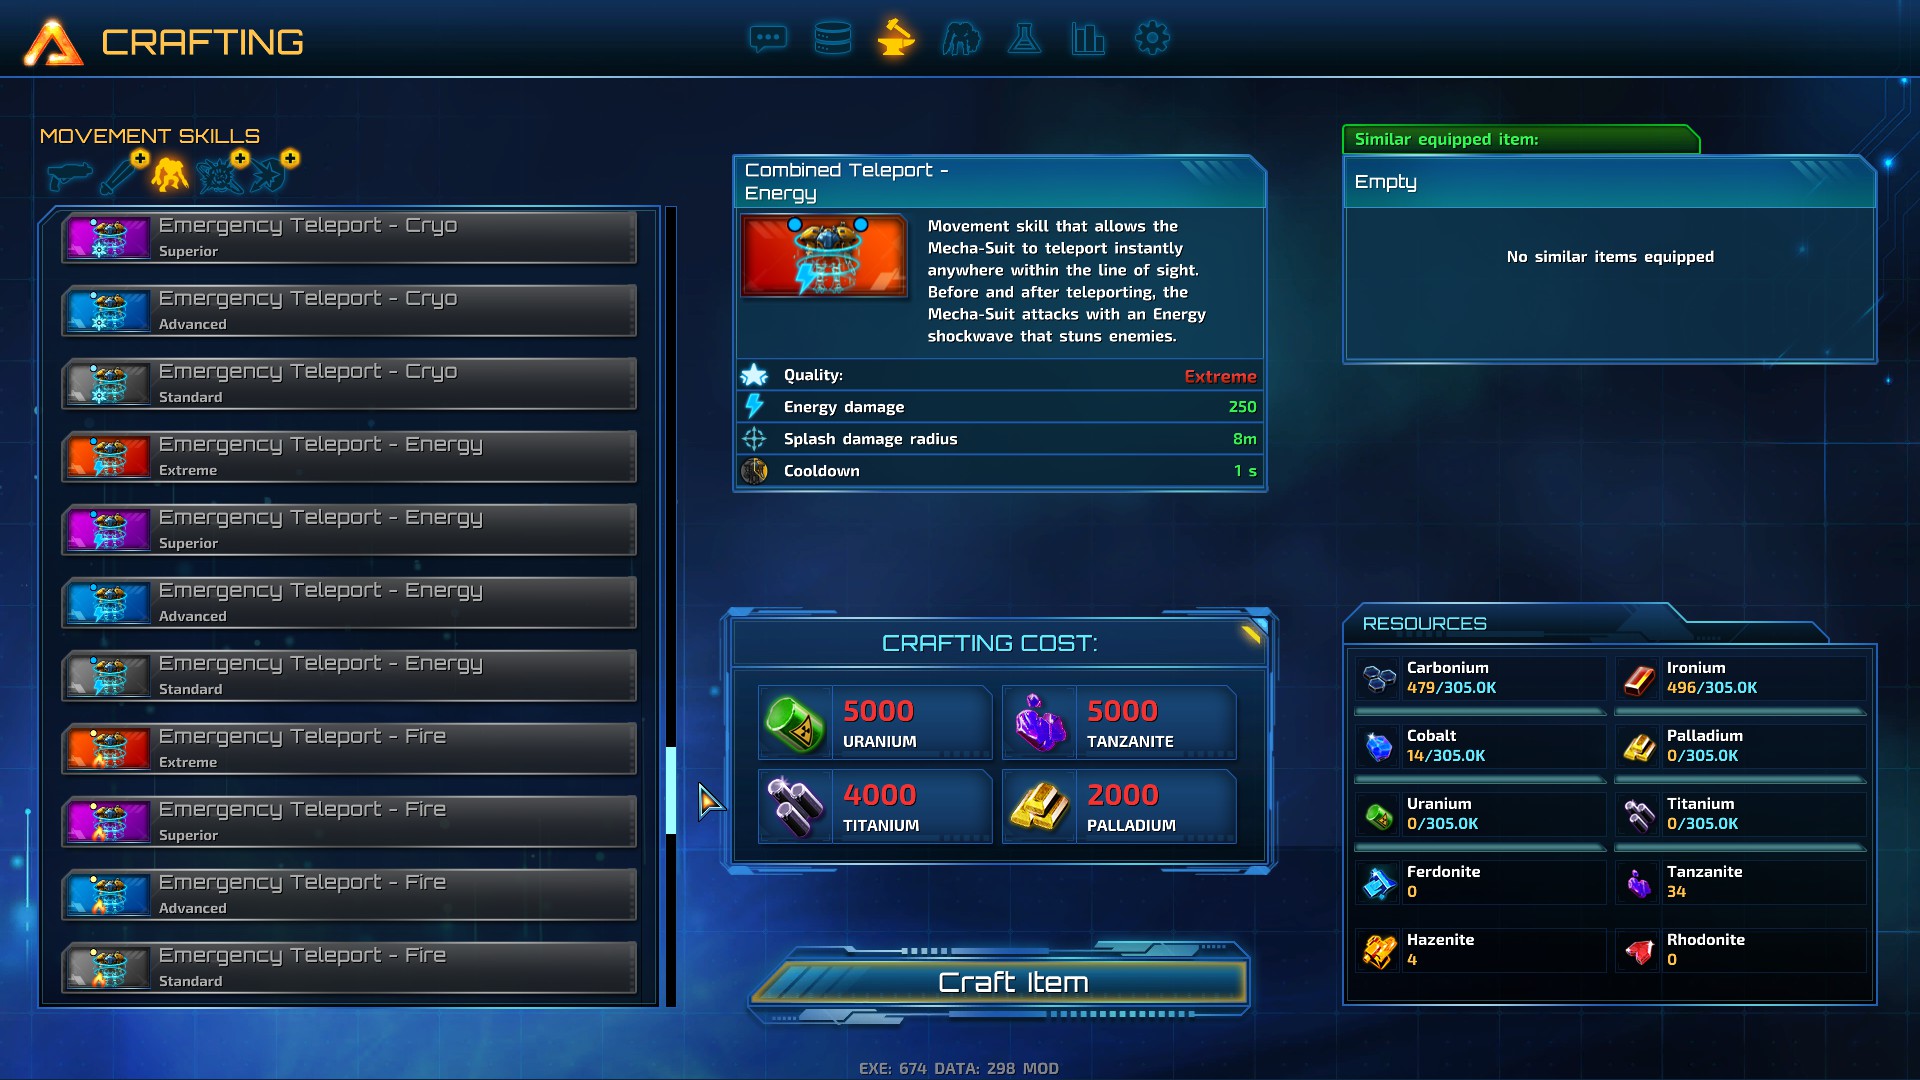 CRAFTING
MOVEMENT SKILLS
Emergency Teleport - Cryo
Superior
Emergency Teleport - Cryo
Advanced
Emergency Teleport - Cryo
Standard
Emergency Teleport - Energy
Extreme
Emergency Teleport - Energy
Superior
Emergency Teleport - Energy
Advanced
Emergency Teleport - Energy
Standard
Emergency Teleport - Fire
Extreme
Emergency Teleport - Fire
Superior
Emergency Teleport - Fire
Advanced
Emergency Teleport - Fire
Standard
Combined Teleport -
Energy
Movement skill that allows the
Mecha-Suit to teleport instantly
anywhere within the line of sight.
Before and after teleporting, the
Mecha-Suit attacks with an Energy
shockwave that stuns enemies.
Quality: Extreme
Energy damage 250
Splash damage radius 8m
Cooldown 1 s
CRAFTING COST:
5000
URANIUM
5000
TANZANITE
4000
TITANIUM
2000
PALLADIUM
Craft Item
Similar equipped item:
Empty
No similar items equipped
RESOURCES
Carbonium
479/305.0K
Ironium
496/305.0K
Cobalt
14/305.0K
Palladium
0/305.0K
Uranium
0/305.0K
Titanium
0/305.0K
Ferdonite
0
Tanzanite
34
Hazenite
4
Rhodonite
0
EXE: 674 DATA: 298 MOD